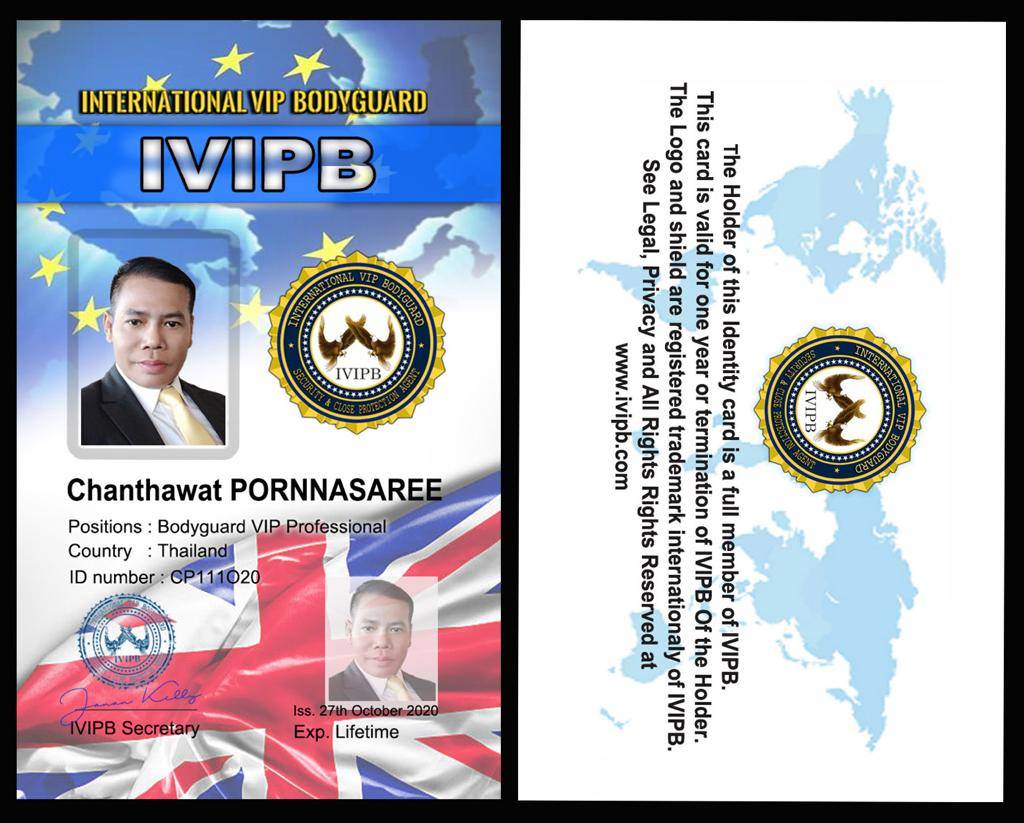 INTERNATIONAL VIP BODYGUARD
IVIPB
INTERNATIONAL VIP BODYGUARD
SECURITY & CLOSE PROTECTION AGENT
IVIPB
Chanthawat PORNNASAREE
Positions : Bodyguard VIP Professional
Country : Thailand
ID number : CP111O20
IVIPB
IVIPB Secretary
Iss. 27th October 2020
Exp. Lifetime
INTERNATIONAL VIP BODYGUARD
SECURITY & CLOSE PROTECTION AGENT
IVIPB
The Holder of this Identity card is a full member of IVIPB.
This card is valid for one year or termination of IVIPB Of the Holder.
The Logo and shield are registered trademark internationaly of IVIPB.
See Legal, Privacy and All Rights Rights Reserved at
www.ivipb.com